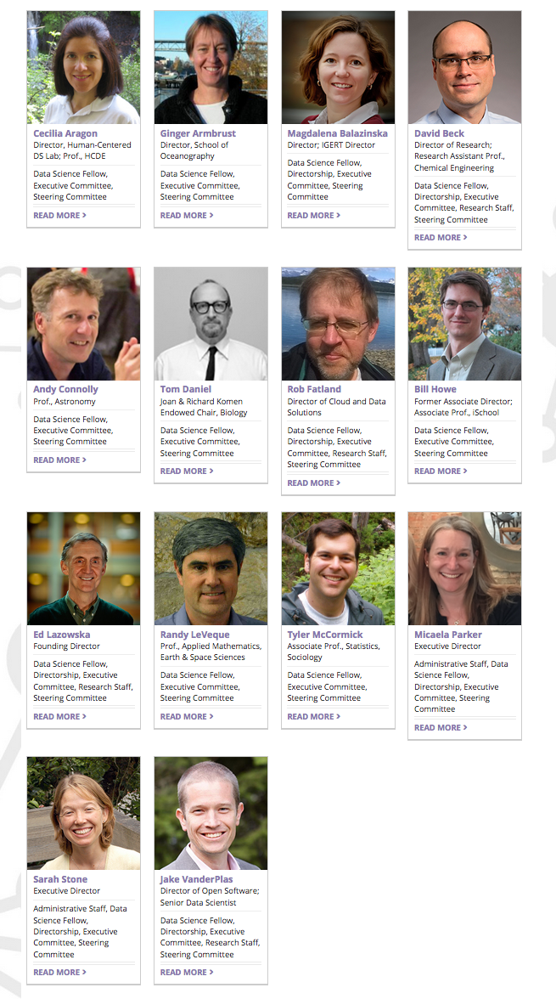 Cecilia Aragon
Director, Human-Centered
DS Lab; Prof., HCDE
Data Science Fellow,
Executive Committee,
Steering Committee
READ MORE >
Ginger Armbrust
Director, School of
Oceanography
Data Science Fellow,
Executive Committee,
Steering Committee
READ MORE >
Magdalena Balazinska
Director; IGERT Director
Data Science Fellow,
Directorship, Executive
Committee, Steering
Committee
READ MORE >
David Beck
Director of Research;
Research Assistant Prof.,
Chemical Engineering
Data Science Fellow,
Directorship, Executive
Committee, Research Staff,
Steering Committee
READ MORE >
Andy Connolly
Prof., Astronomy
Data Science Fellow,
Executive Committee,
Steering Committee
READ MORE >
Tom Daniel
Joan & Richard Komen
Endowed Chair, Biology
Data Science Fellow,
Executive Committee,
Steering Committee
READ MORE >
Rob Fatland
Director of Cloud and Data
Solutions
Data Science Fellow,
Directorship, Executive
Committee, Research Staff,
Steering Committee
READ MORE >
Bill Howe
Former Associate Director;
Associate Prof., iSchool
Data Science Fellow,
Executive Committee,
Steering Committee
READ MORE >
Ed Lazowska
Founding Director
Data Science Fellow,
Directorship, Executive
Committee, Research Staff,
Steering Committee
READ MORE >
Randy LeVeque
Prof., Applied Mathematics,
Earth & Space Sciences
Data Science Fellow,
Executive Committee,
Steering Committee
READ MORE >
Tyler McCormick
Associate Prof., Statistics,
Sociology
Data Science Fellow,
Executive Committee,
Steering Committee
READ MORE >
Micaela Parker
Executive Director
Administrative Staff, Data
Science Fellow,
Directorship, Executive
Committee, Steering
Committee
READ MORE >
Sarah Stone
Executive Director
Administrative Staff, Data
Science Fellow,
Directorship, Executive
Committee, Steering
Committee
READ MORE >
Jake VanderPlas
Director of Open Software;
Senior Data Scientist
Data Science Fellow,
Directorship, Executive
Committee, Research Staff,
Steering Committee
READ MORE >